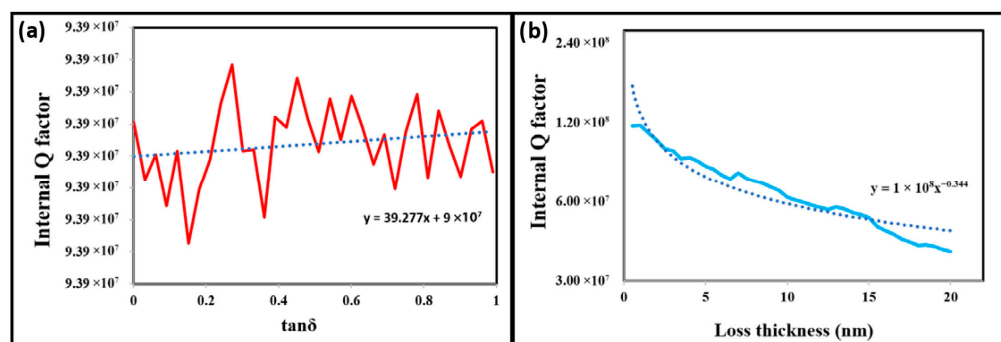 (a)
Internal Q factor
9.39 ×10⁷
9.39 ×10⁷
9.39 ×10⁷
9.39 ×10⁷
9.39 ×10⁷
9.39 ×10⁷
9.39 ×10⁷
9.39 ×10⁷
y = 39.277x + 9 ×10⁷
0 0.2 0.4 0.6 0.8 1
tanδ
(b)
Internal Q factor
2.40 ×10⁸
1.20 ×10⁸
6.00 ×10⁷
3.00 ×10⁷
y = 1 × 10⁸x⁻⁰·³⁴⁴
0 5 10 15 20
Loss thickness (nm)